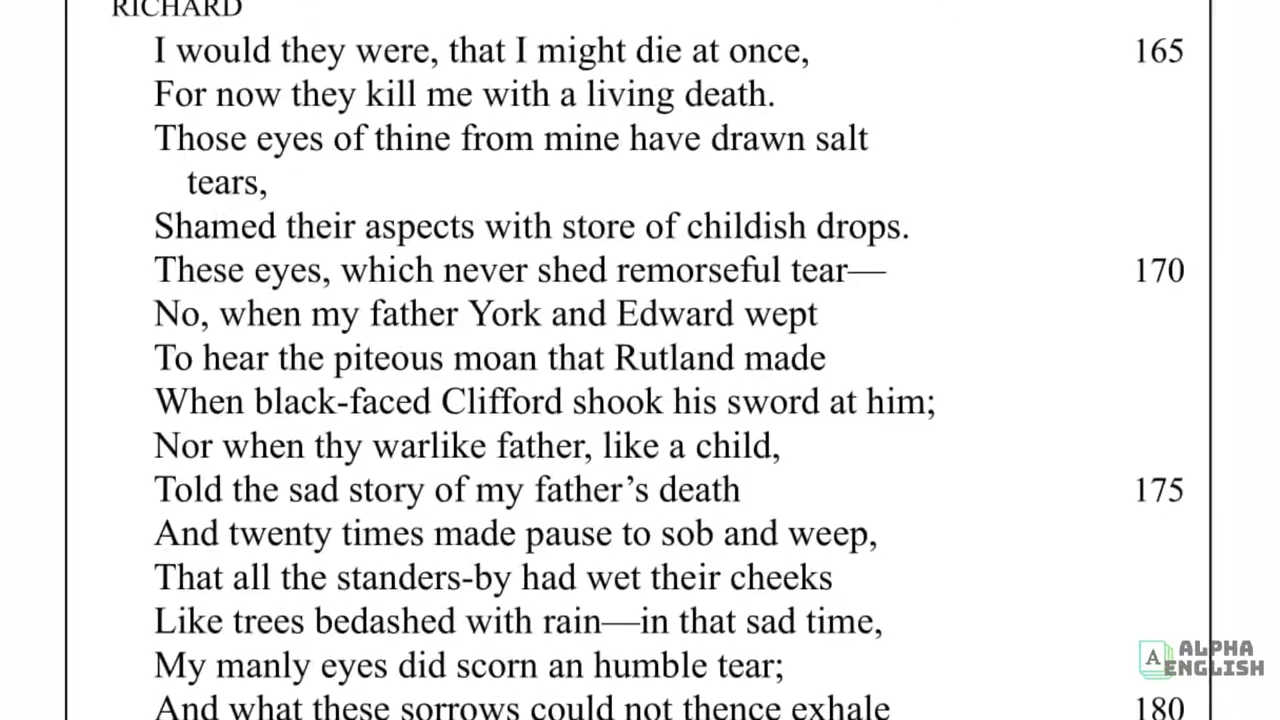 RICHARD
I would they were, that I might die at once, 165
For now they kill me with a living death.
Those eyes of thine from mine have drawn salt
tears,
Shamed their aspects with store of childish drops.
These eyes, which never shed remorseful tear— 170
No, when my father York and Edward wept
To hear the piteous moan that Rutland made
When black-faced Clifford shook his sword at him;
Nor when thy warlike father, like a child,
Told the sad story of my father’s death 175
And twenty times made pause to sob and weep,
That all the standers-by had wet their cheeks
Like trees bedashed with rain—in that sad time,
My manly eyes did scorn an humble tear;
And what these sorrows could not thence exhale 180
A ALPHA
ENGLISH